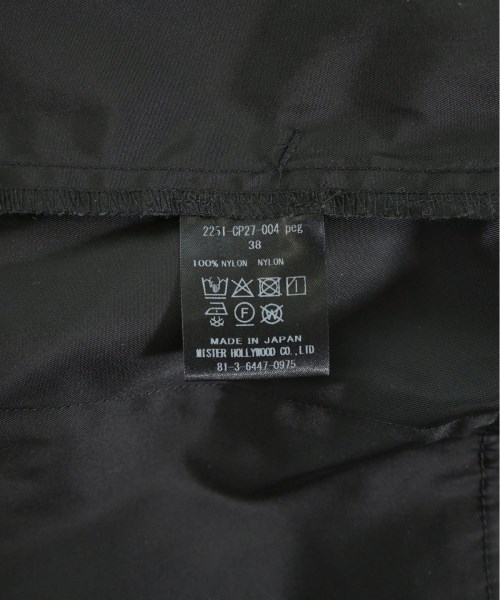 2251-CP27-004 peg
38
100% NYLON NYLON
F W
MADE IN JAPAN
MISTER HOLLYWOOD CO., LTD
81-3-6447-0975